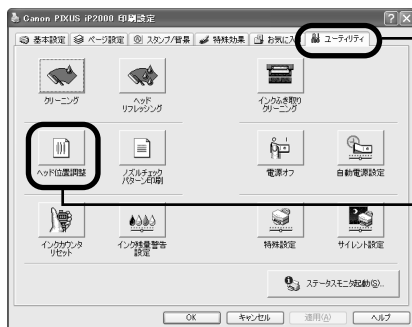 Canon PIXUS iP2000 印刷設定
基本設定 ページ設定 スタンプ/背景 特殊効果 お気に入 ユーティリティ
クリーニング
ヘッド
リフレッシング
インクふき取り
クリーニング
ヘッド位置調整
ノズルチェック
パターン印刷
電源オフ
自動電源設定
インクカウンタ
リセット
インク残量警告
設定
特殊設定
サイレント設定
ステータスモニタ起動(S)...
OK キャンセル 適用(A) ヘルプ